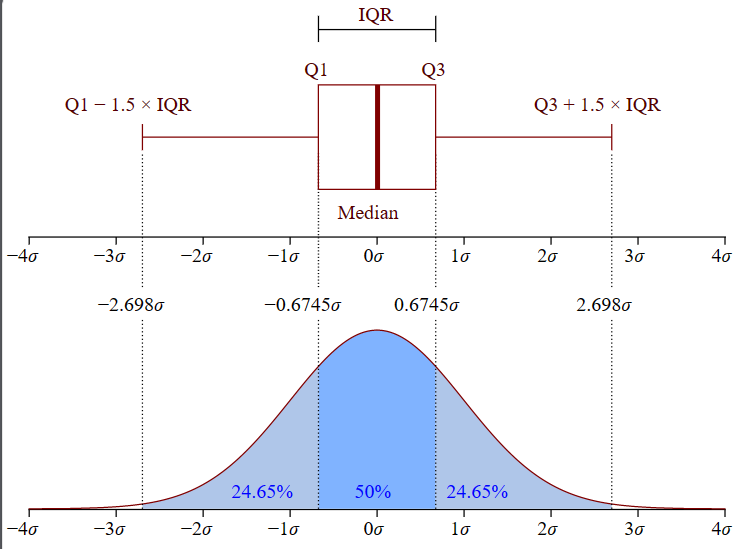 IQR
Q1 Q3
Q1 − 1.5 × IQR Q3 + 1.5 × IQR
Median
−4σ −3σ −2σ −1σ 0σ 1σ 2σ 3σ 4σ
−2.698σ −0.6745σ 0.6745σ 2.698σ
24.65% 50% 24.65%
−4σ −3σ −2σ −1σ 0σ 1σ 2σ 3σ 4σ